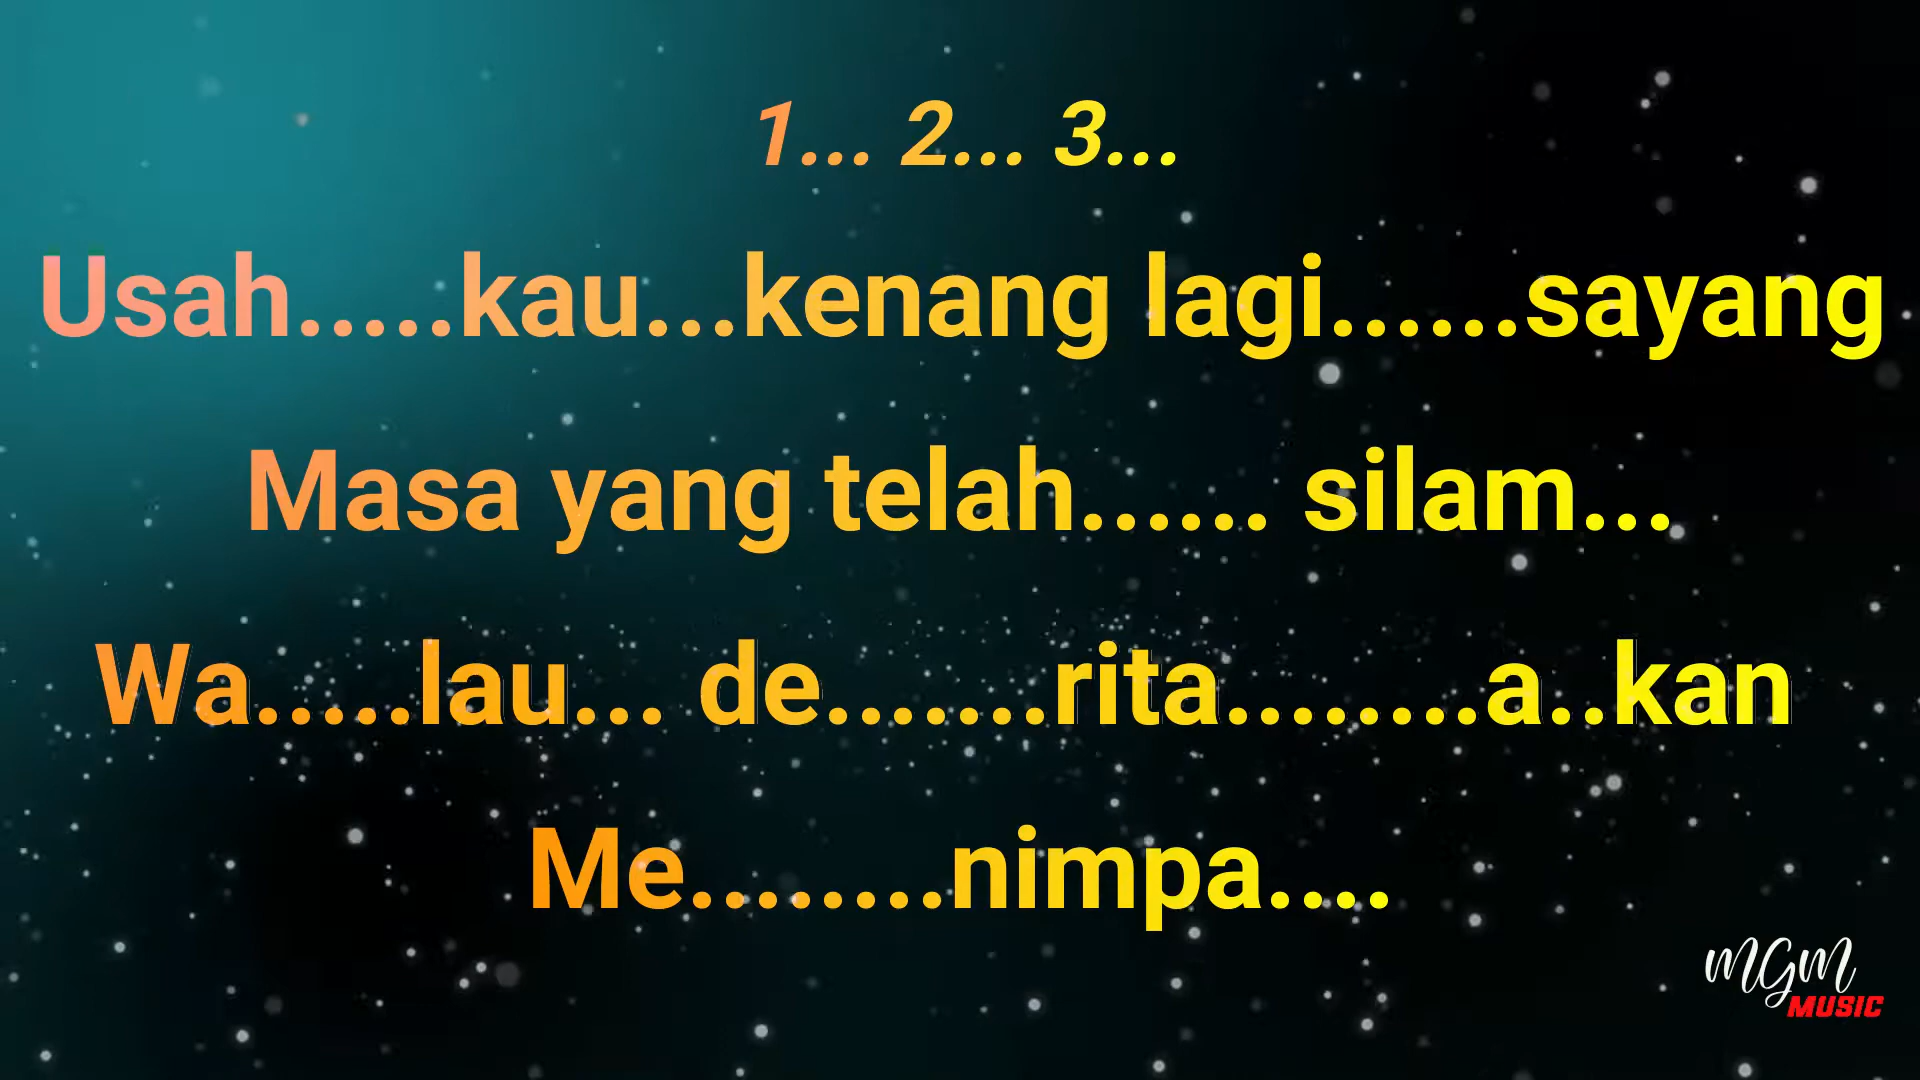 1... 2... 3...
Usah.....kau...kenang lagi......sayang
Masa yang telah...... silam...
Wa.....lau... de.......rita........a..kan
Me........nimpa....
MGM
MUSIC